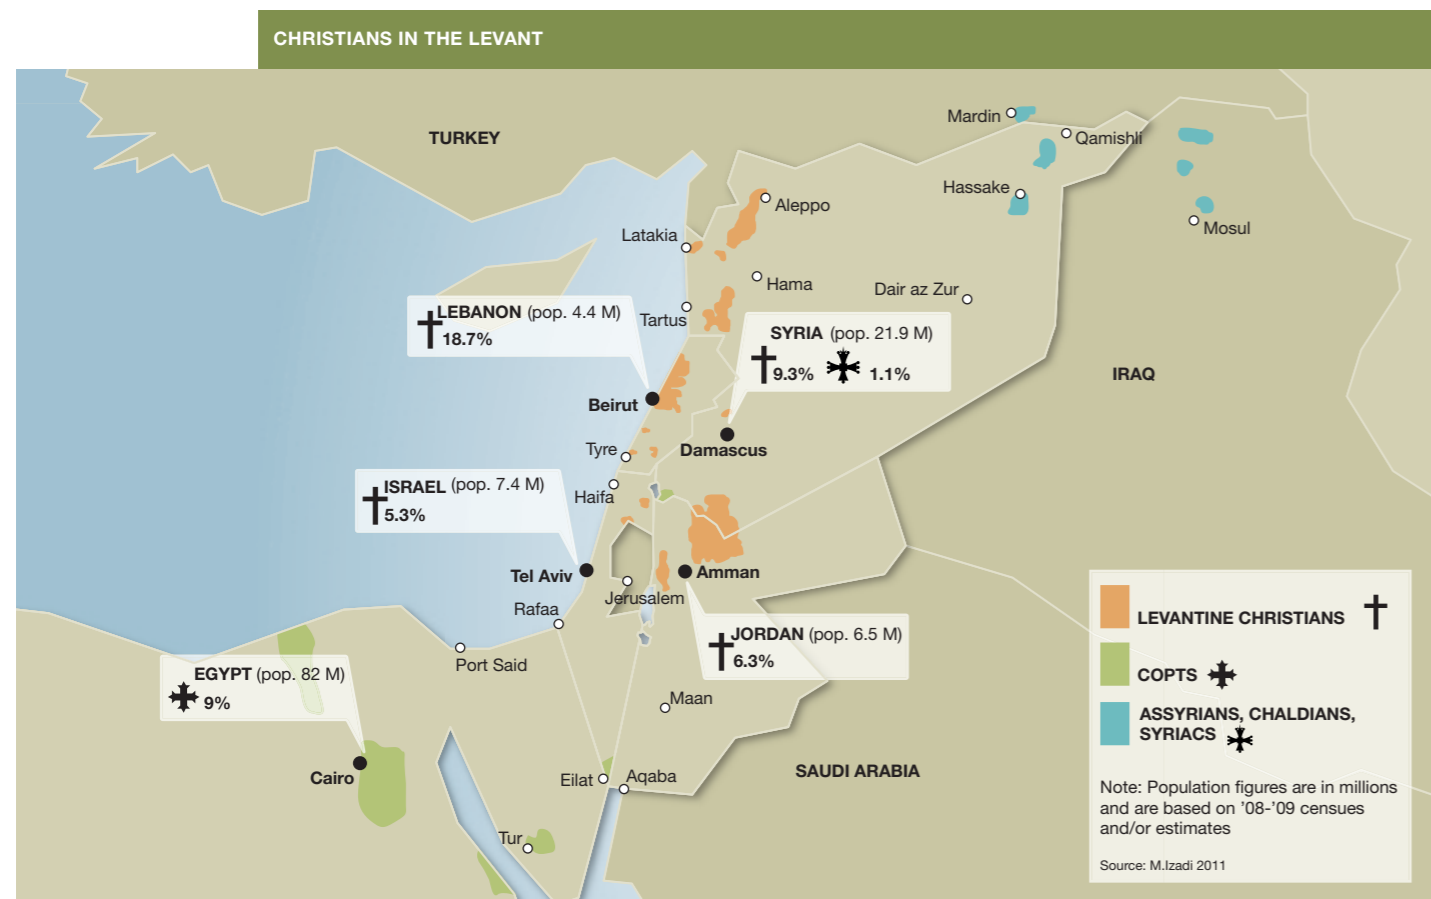 CHRISTIANS IN THE LEVANT
TURKEY
Mardin
Qamishli
Hassake
Aleppo
Mosul
Latakia
Hama
Dair az Zur
LEBANON (pop. 4.4 M)
18.7%
Tartus
SYRIA (pop. 21.9 M)
9.3% 1.1%
IRAQ
Beirut
Damascus
Tyre
ISRAEL (pop. 7.4 M)
5.3%
Haifa
Tel Aviv
Amman
Jerusalem
Rafaa
Port Said
JORDAN (pop. 6.5 M)
6.3%
EGYPT (pop. 82 M)
9%
Maan
Cairo
Eilat
Aqaba
SAUDI ARABIA
Tur
LEVANTINE CHRISTIANS
COPTS
ASSYRIANS, CHALDIANS,
SYRIACS
Note: Population figures are in millions
and are based on ’08-’09 censues
and/or estimates
Source: M.Izadi 2011